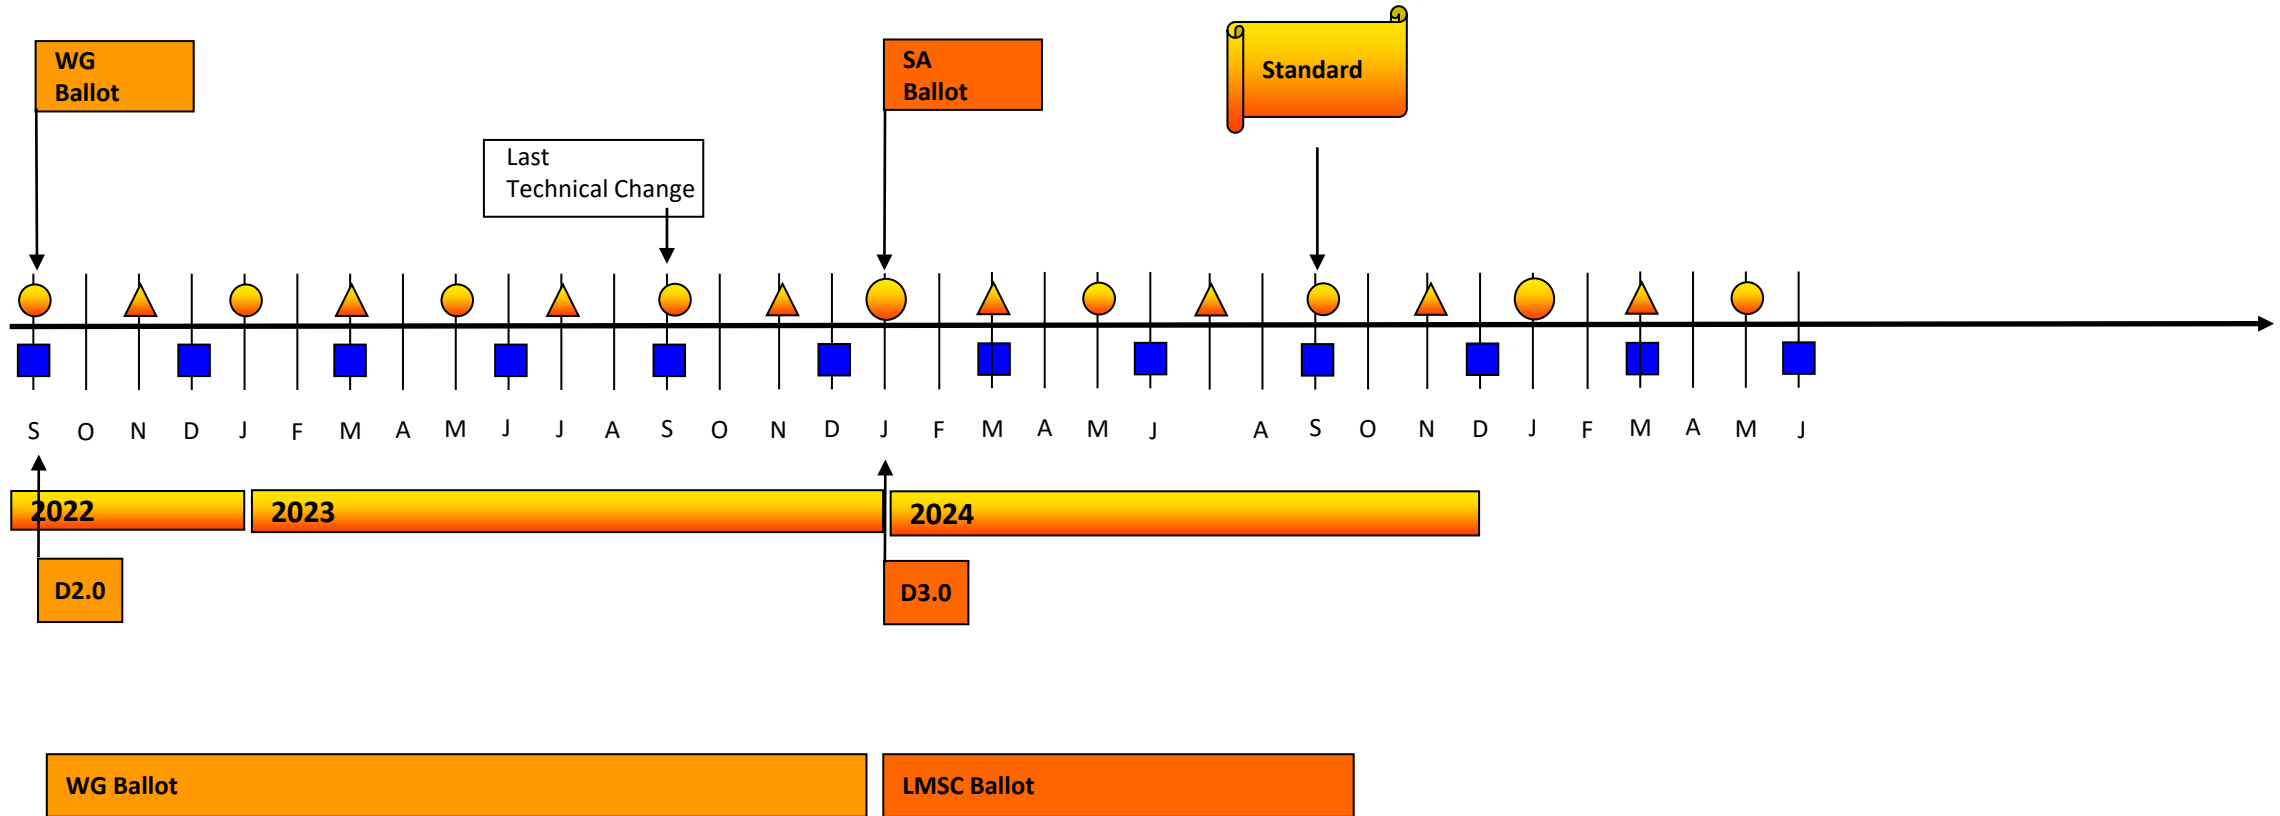 WG
Ballot
SA
Ballot
Standard
Last
Technical Change
S O N D J F M A M J J A S O N D J F M A M J A S O N D J F M A M J
2022 2023 2024
D2.0 D3.0
WG Ballot LMSC Ballot